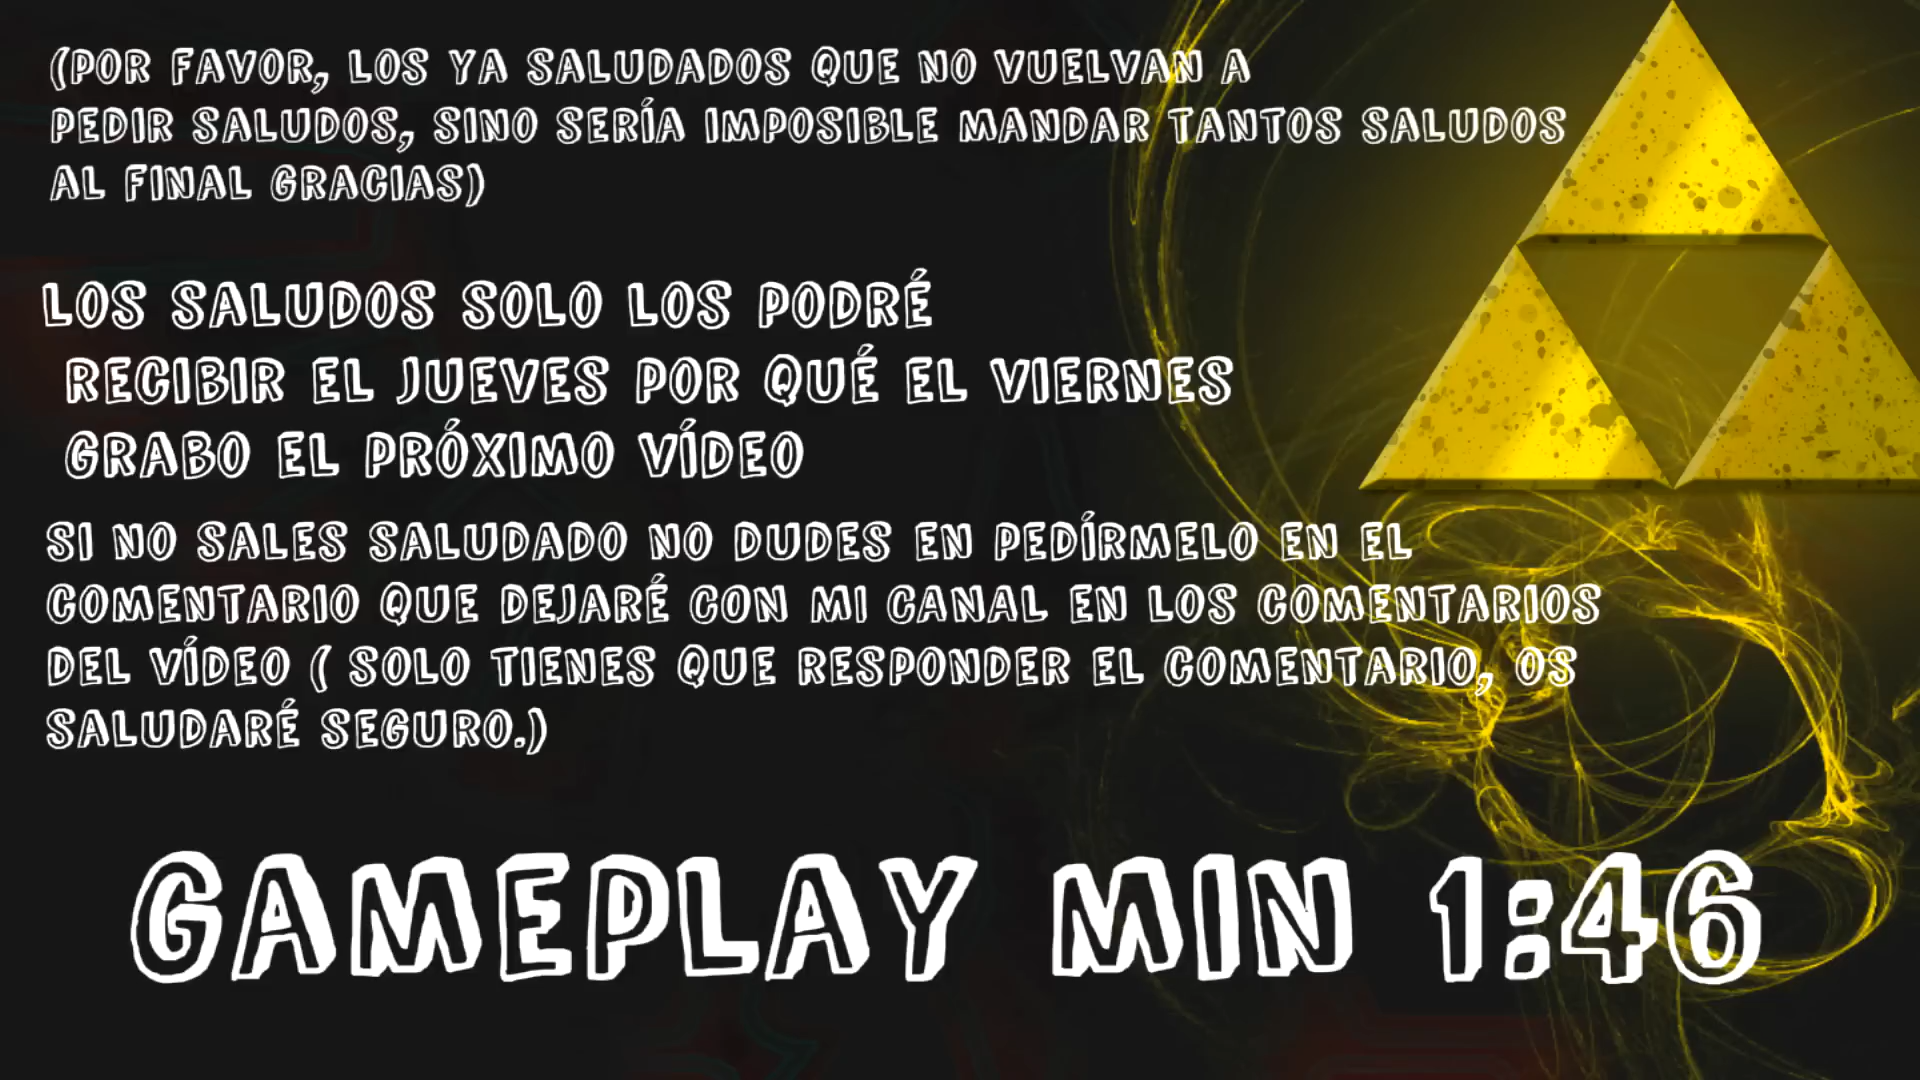 (POR FAVOR, LOS YA SALUDADOS QUE NO VUELVAN A
PEDIR SALUDOS, SINO SERÍA IMPOSIBLE MANDAR TANTOS SALUDOS
AL FINAL GRACIAS)
LOS SALUDOS SOLO LOS PODRÉ
RECIBIR EL JUEVES POR QUÉ EL VIERNES
GRABO EL PRÓXIMO VÍDEO
SI NO SALES SALUDADO NO DUDES EN PEDÍRMELO EN EL
COMENTARIO QUE DEJARÉ CON MI CANAL EN LOS COMENTARIOS
DEL VÍDEO ( SOLO TIENES QUE RESPONDER EL COMENTARIO, OS
SALUDARÉ SEGURO.)
GAMEPLAY MIN 1:46